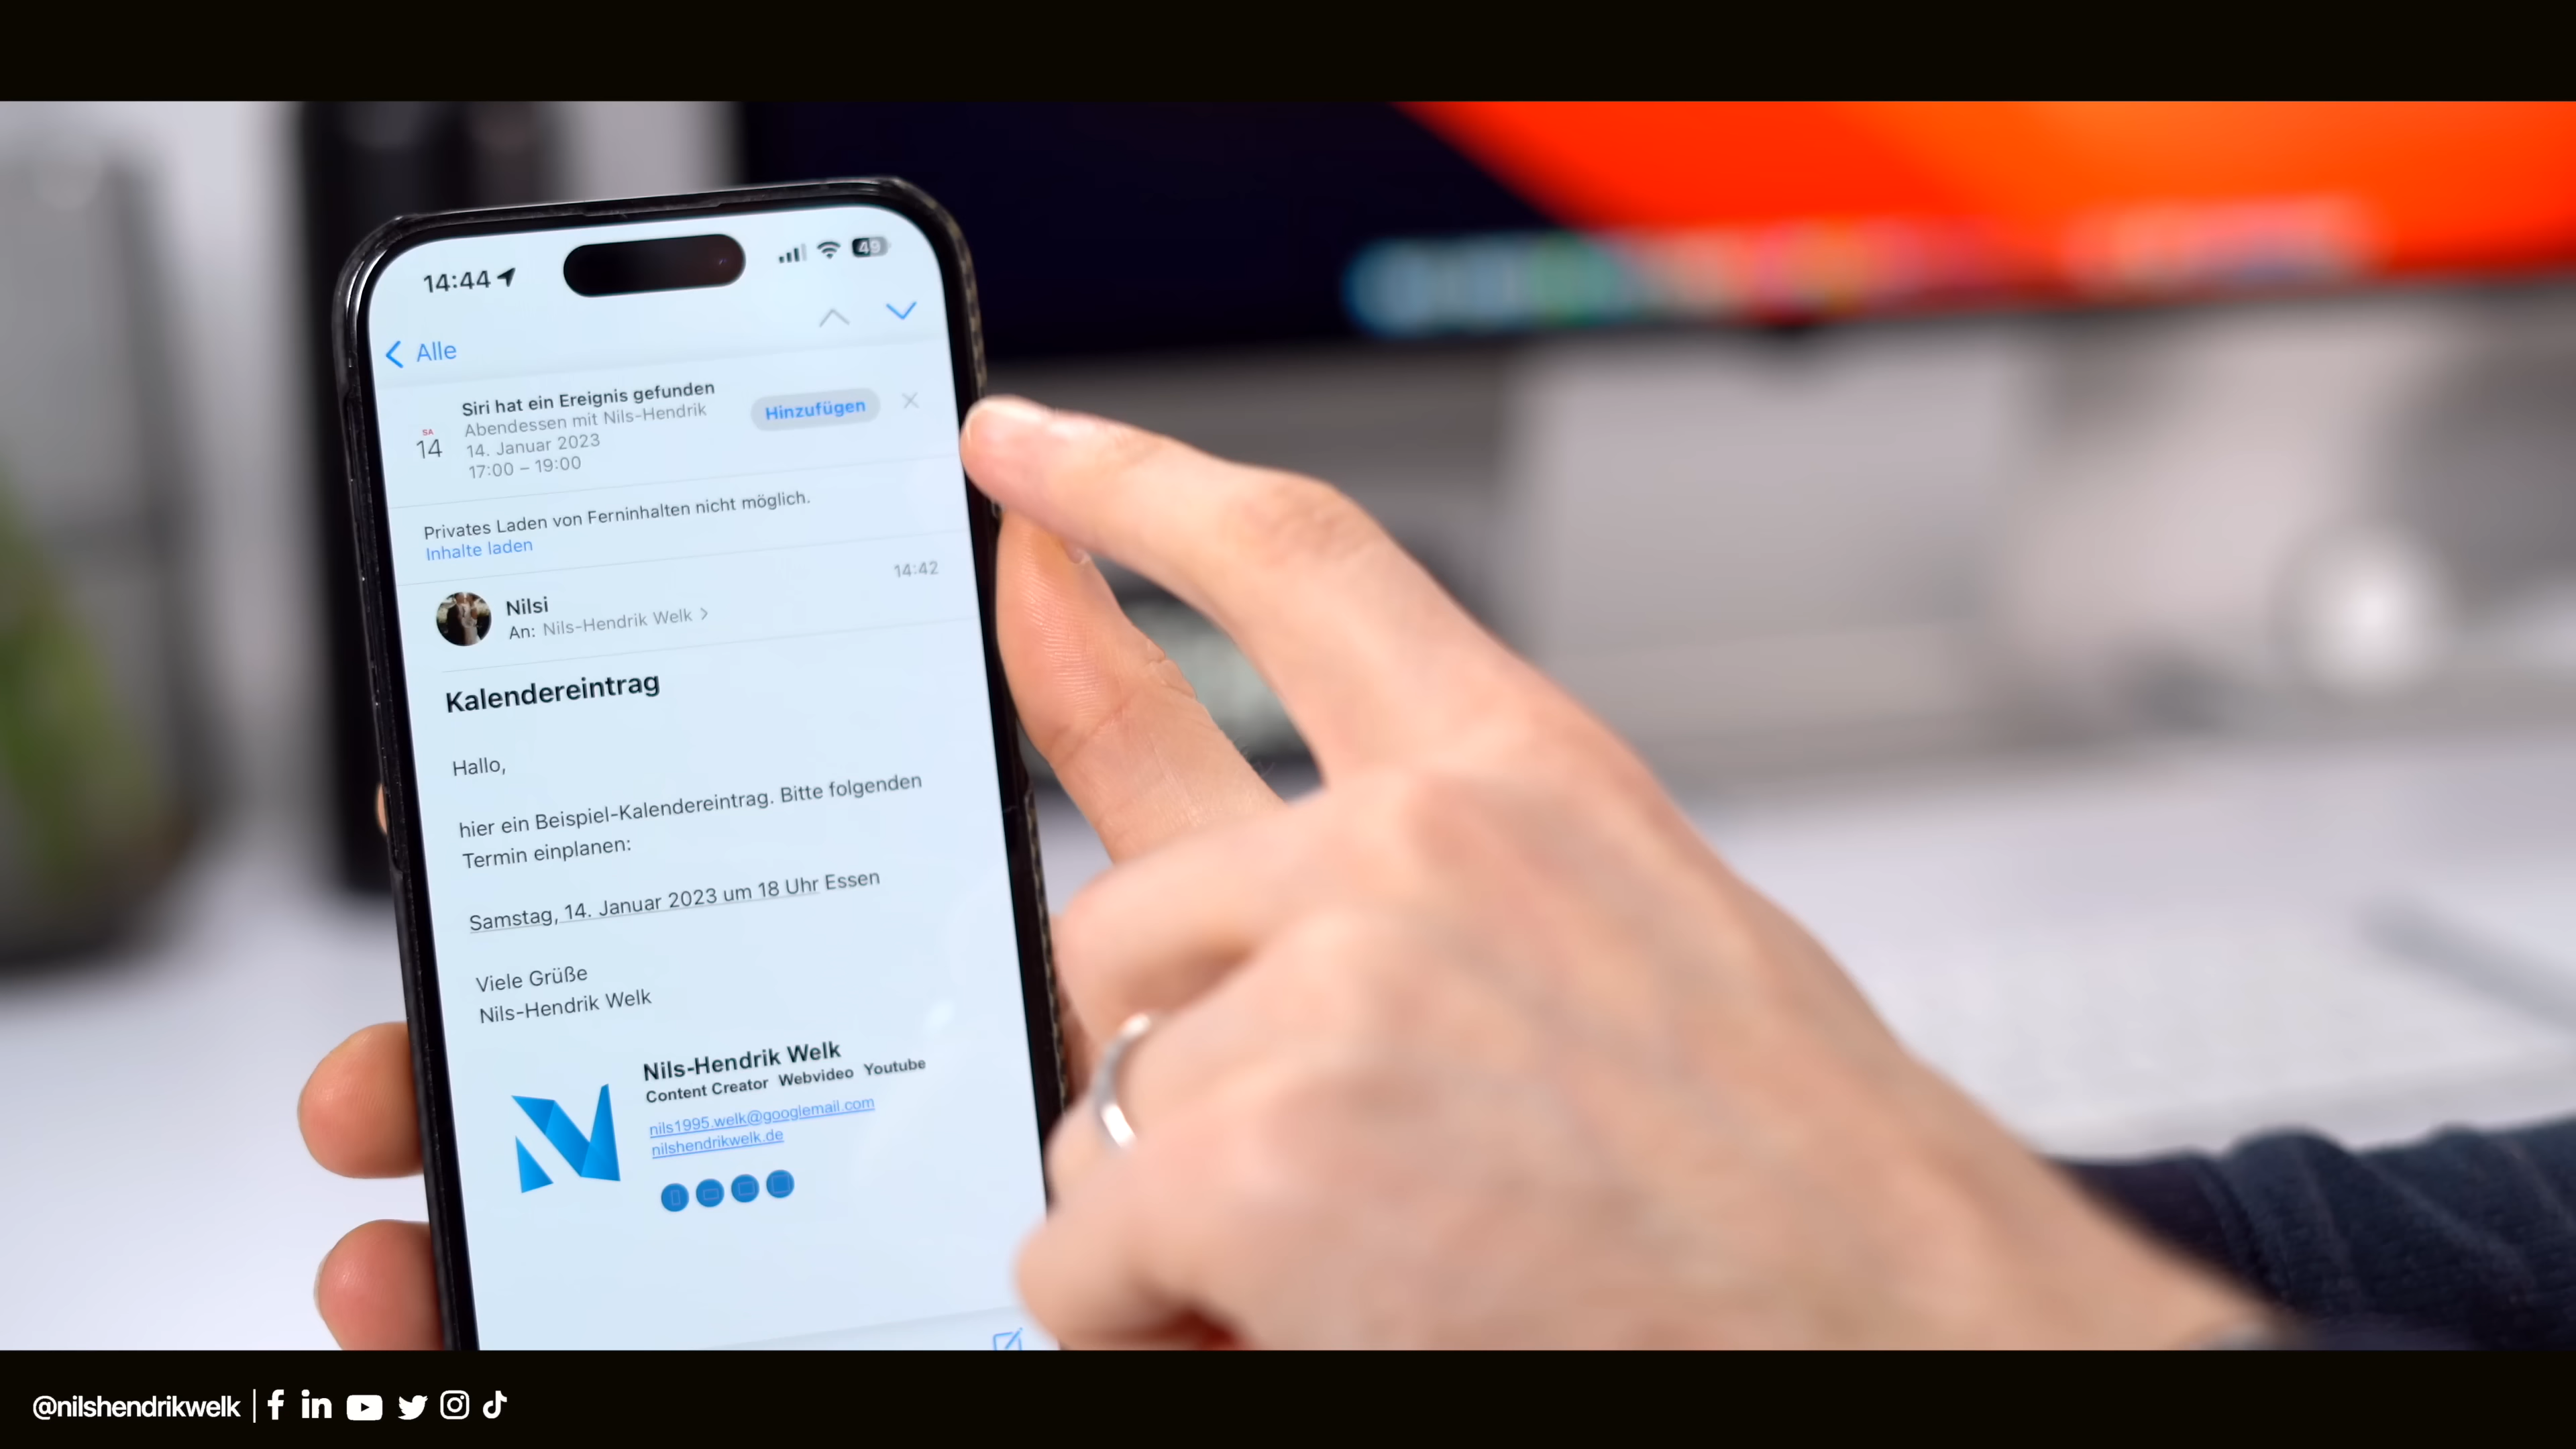 14:44
49
Alle
Siri hat ein Ereignis gefunden
Abendessen mit Nils-Hendrik
14. Januar 2023
17:00 – 19:00
SA
14
Hinzufügen
Privates Laden von Ferninhalten nicht möglich.
Inhalte laden
Nilsi
14:42
An: Nils-Hendrik Welk
Kalendereintrag
Hallo,
hier ein Beispiel-Kalendereintrag. Bitte folgenden
Termin einplanen:
Samstag, 14. Januar 2023 um 18 Uhr Essen
Viele Grüße
Nils-Hendrik Welk
Nils-Hendrik Welk
Content Creator Webvideo Youtube
nils1995.welk@googlemail.com
nilshendrikwelk.de
@nilshendrikwelk